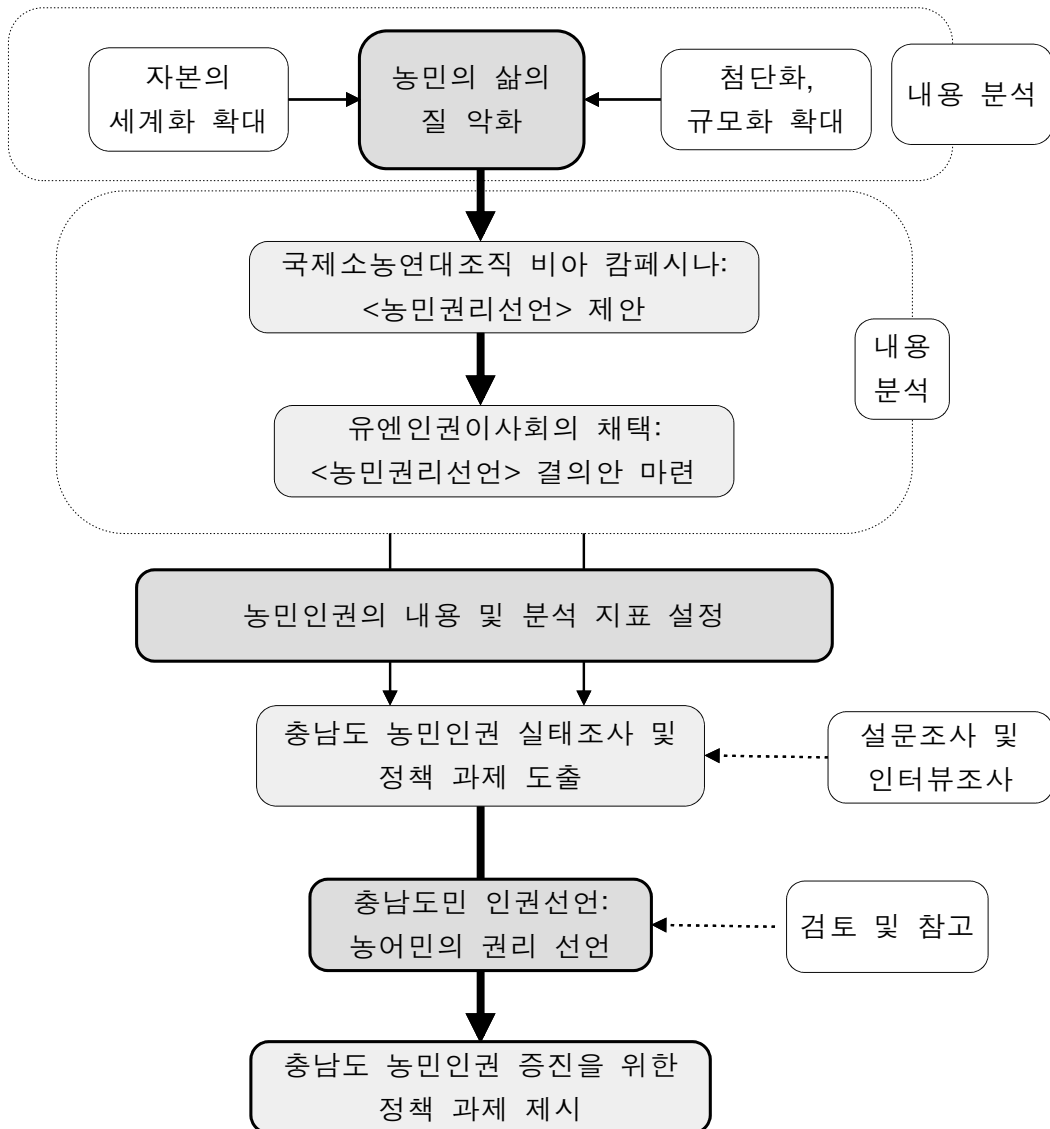 자본의
세계화 확대
농민의 삶의
질 악화
첨단화,
규모화 확대
내용 분석
국제소농연대조직 비아 캄페시나:
<농민권리선언> 제안
내용
분석
유엔인권이사회의 채택:
<농민권리선언> 결의안 마련
농민인권의 내용 및 분석 지표 설정
충남도 농민인권 실태조사 및
정책 과제 도출
설문조사 및
인터뷰조사
충남도민 인권선언:
농어민의 권리 선언
검토 및 참고
충남도 농민인권 증진을 위한
정책 과제 제시